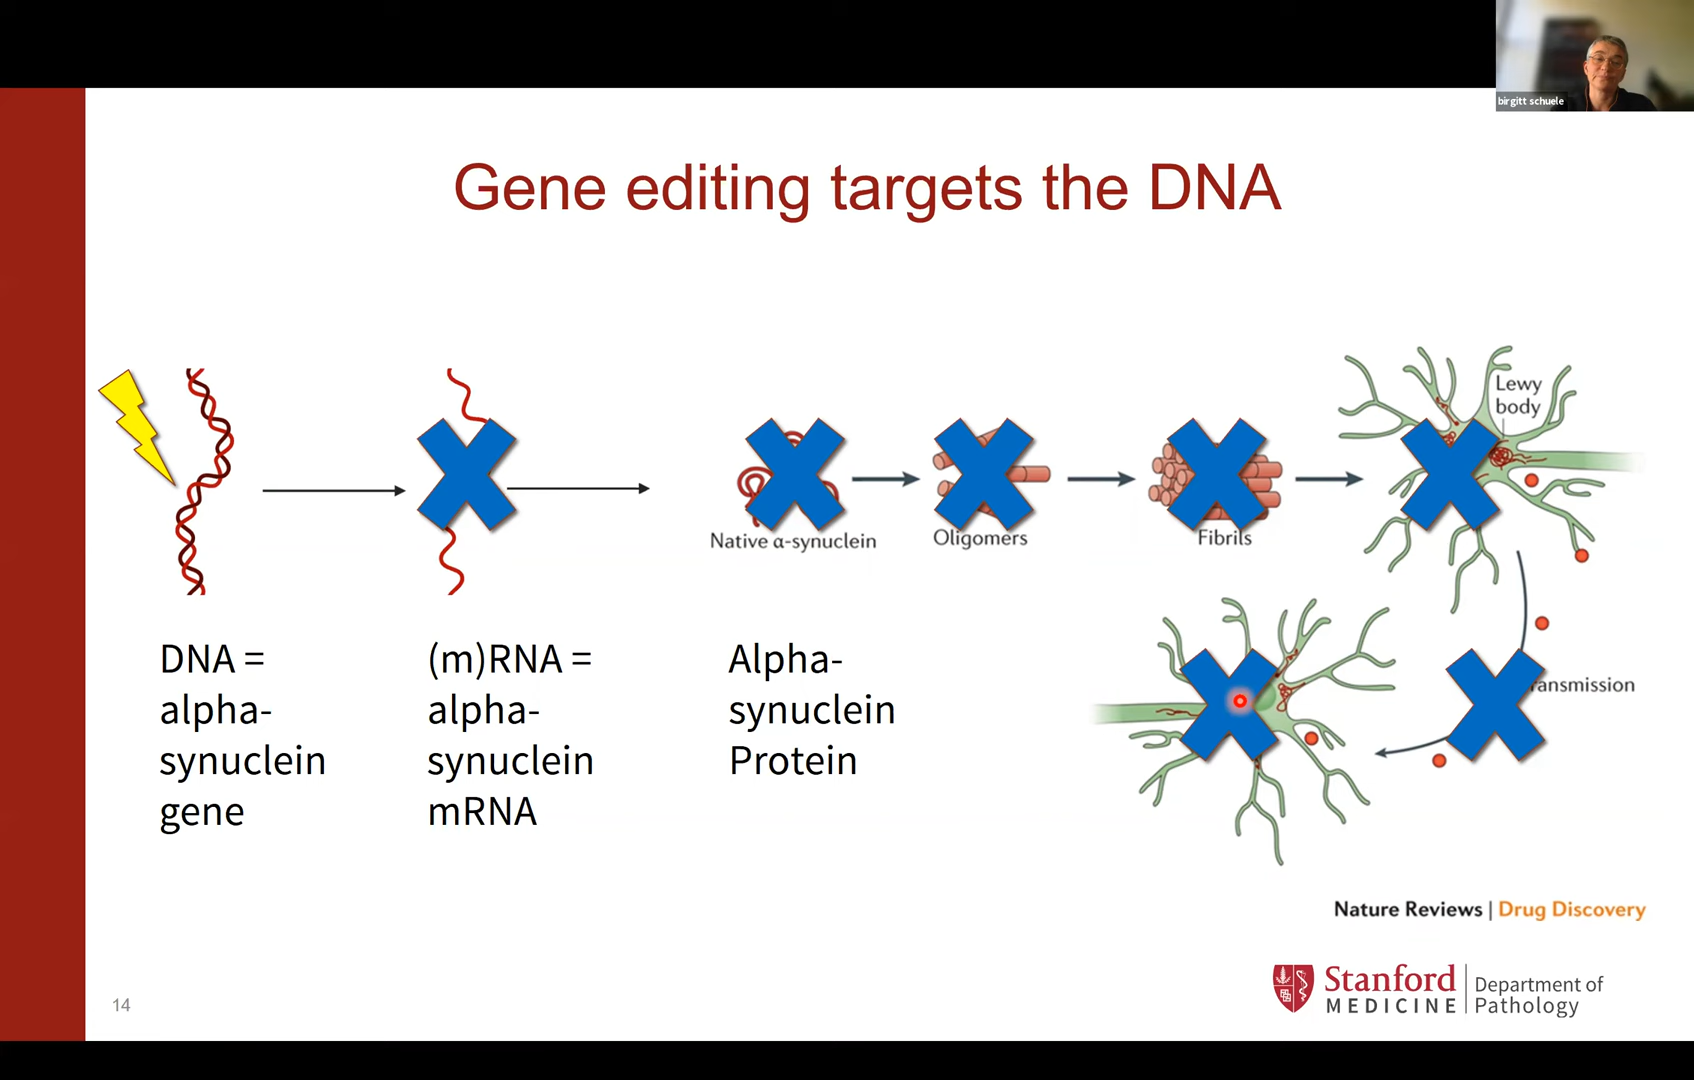 birgitt schuele
Gene editing targets the DNA
Lewy
body
Native α-synuclein
Oligomers
Fibrils
ansmission
DNA =
alpha-
synuclein
gene
(m)RNA =
alpha-
synuclein
mRNA
Alpha-
synuclein
Protein
Nature Reviews | Drug Discovery
14
Stanford
MEDICINE
Department of
Pathology